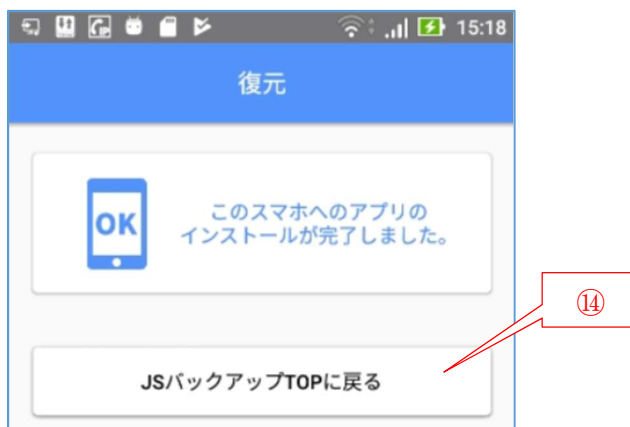 15:18
復元
OK
このスマホへのアプリの
インストールが完了しました。
⑭
JSバックアップTOPに戻る